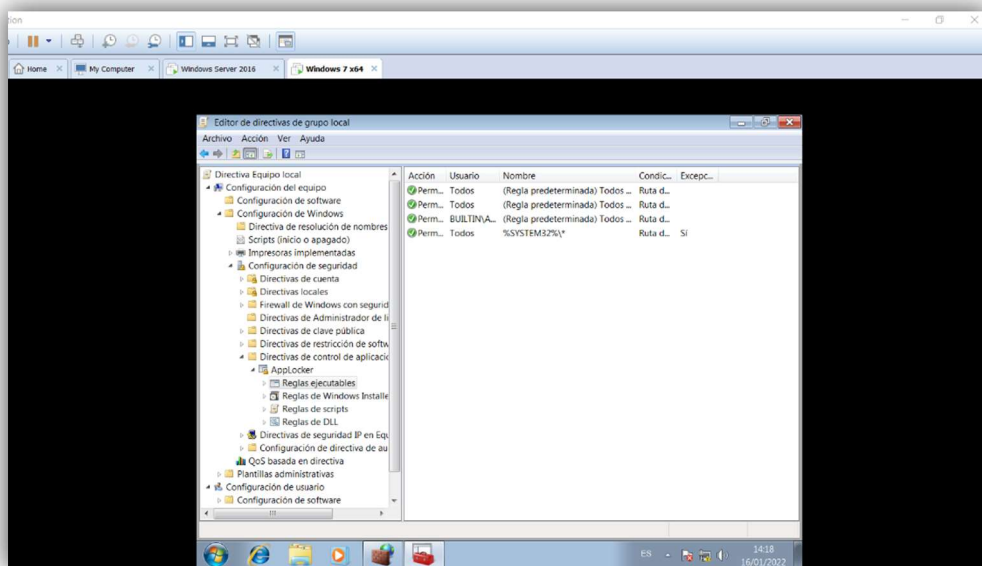 tion
Home
My Computer
Windows Server 2016
Windows 7 x64
Editor de directivas de grupo local
Archivo Acción Ver Ayuda
Directiva Equipo local
Configuración del equipo
Configuración de software
Configuración de Windows
Directiva de resolución de nombres
Scripts (inicio o apagado)
Impresoras implementadas
Configuración de seguridad
Directivas de cuenta
Directivas locales
Firewall de Windows con segurid
Directivas de Administrador de li
Directivas de clave pública
Directivas de restricción de softw
Directivas de control de aplicació
AppLocker
Reglas ejecutables
Reglas de Windows Installe
Reglas de scripts
Reglas de DLL
Directivas de seguridad IP en Equ
Configuración de directiva de au
QoS basada en directiva
Plantillas administrativas
Configuración de usuario
Configuración de software
Acción Usuario Nombre Condic... Excepc...
Perm... Todos (Regla predeterminada) Todos ... Ruta d...
Perm... Todos (Regla predeterminada) Todos ... Ruta d...
Perm... BUILTIN\A... (Regla predeterminada) Todos ... Ruta d...
Perm... Todos %SYSTEM32%\* Ruta d... Sí
ES
14:18
16/01/2022